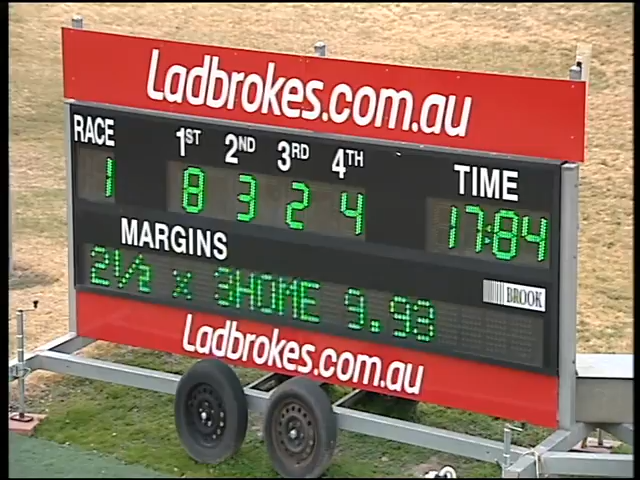 Ladbrokes.com.au
RACE 1ST 2ND 3RD 4TH TIME
1 8 3 2 4 17:84
MARGINS
BROOK
2½ x 3HOME 9.93
Ladbrokes.com.au